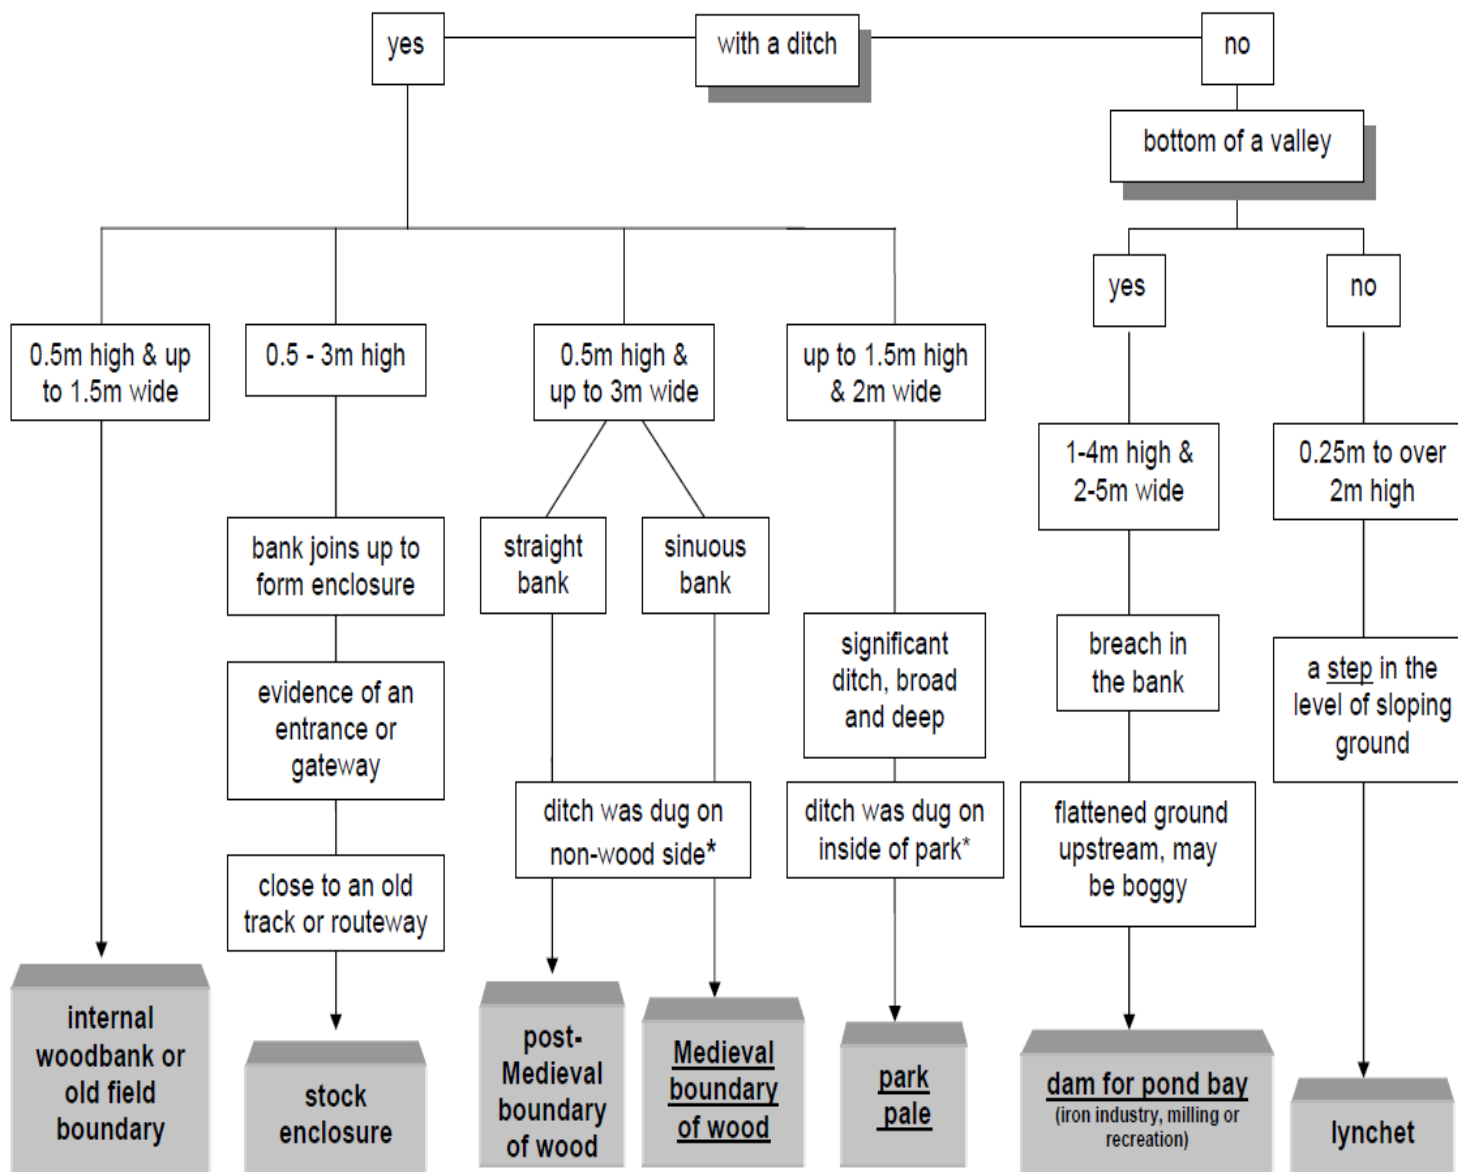 yes
with a ditch
no
bottom of a valley
yes
no
0.5m high & up
to 1.5m wide
0.5 - 3m high
0.5m high &
up to 3m wide
up to 1.5m high
& 2m wide
1-4m high &
2-5m wide
0.25m to over
2m high
bank joins up to
form enclosure
straight
bank
sinuous
bank
significant
ditch, broad
and deep
breach in
the bank
a step in the
level of sloping
ground
evidence of an
entrance or
gateway
ditch was dug on
non-wood side*
ditch was dug on
inside of park*
flattened ground
upstream, may
be boggy
close to an old
track or routeway
internal
woodbank or
old field
boundary
stock
enclosure
post-
Medieval
boundary
of wood
Medieval
boundary
of wood
park
pale
dam for pond bay
(iron industry, milling or
recreation)
lynchet